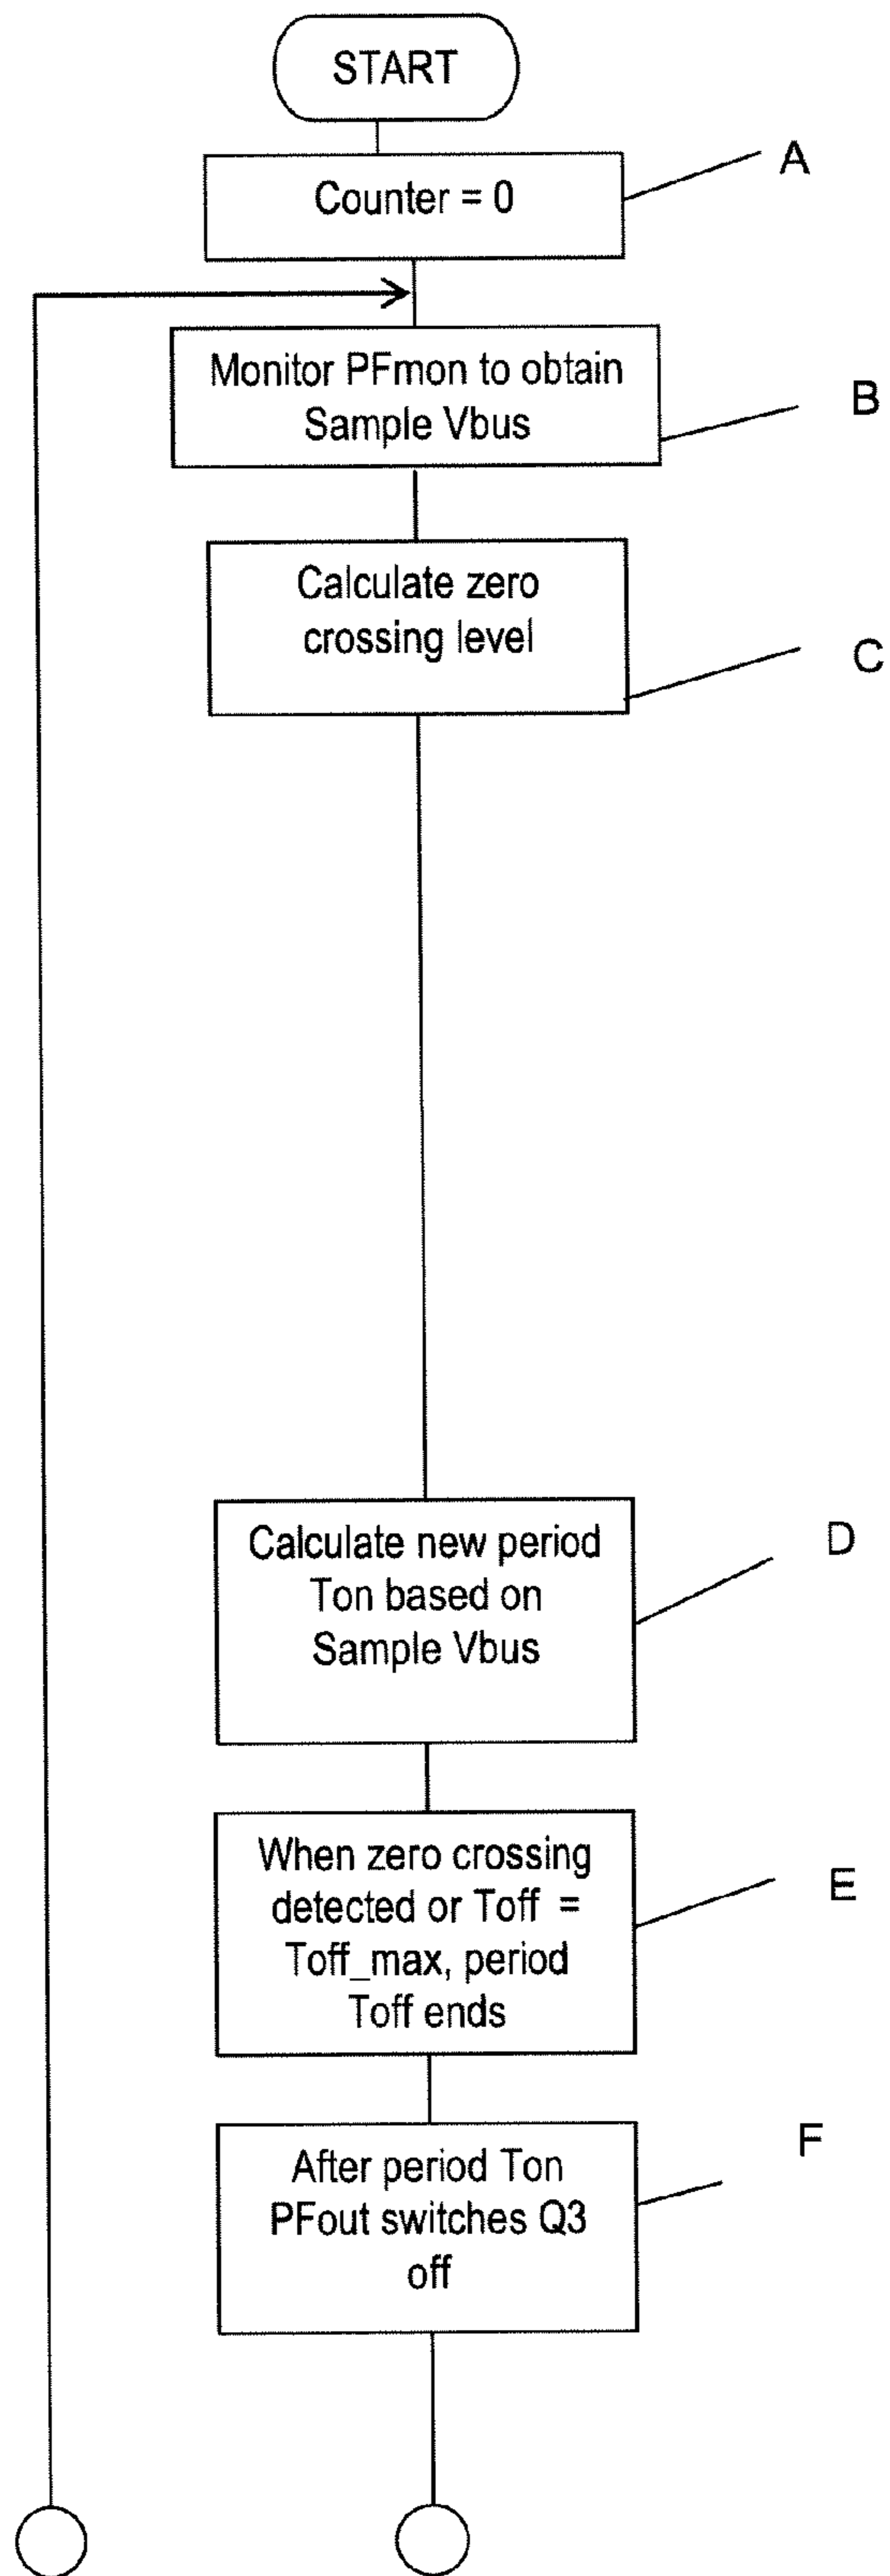 START
Counter = 0
A
Monitor PFmon to obtain
Sample Vbus
B
Calculate zero
crossing level
C
Calculate new period
Ton based on
Sample Vbus
D
When zero crossing
detected or Toff =
Toff_max, period
Toff ends
E
After period Ton
PFout switches Q3
off
F